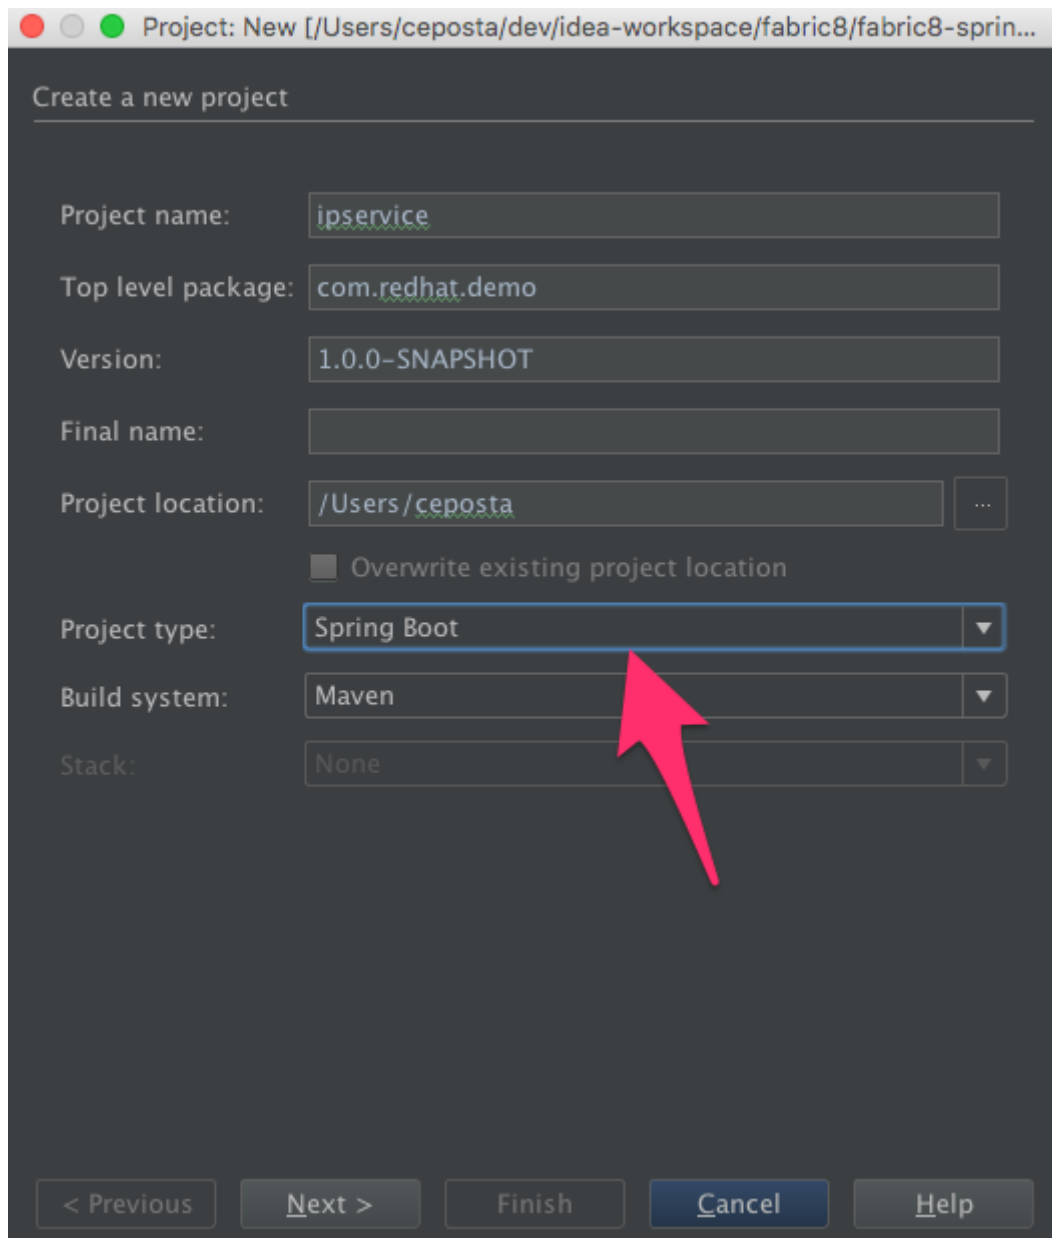 Project: New [/Users/ceposta/dev/idea-workspace/fabric8/fabric8-sprin...
Create a new project
Project name: ipservice
Top level package: com.redhat.demo
Version: 1.0.0-SNAPSHOT
Final name:
Project location: /Users/ceposta ...
Overwrite existing project location
Project type: Spring Boot
Build system: Maven
Stack: None
< Previous Next > Finish Cancel Help